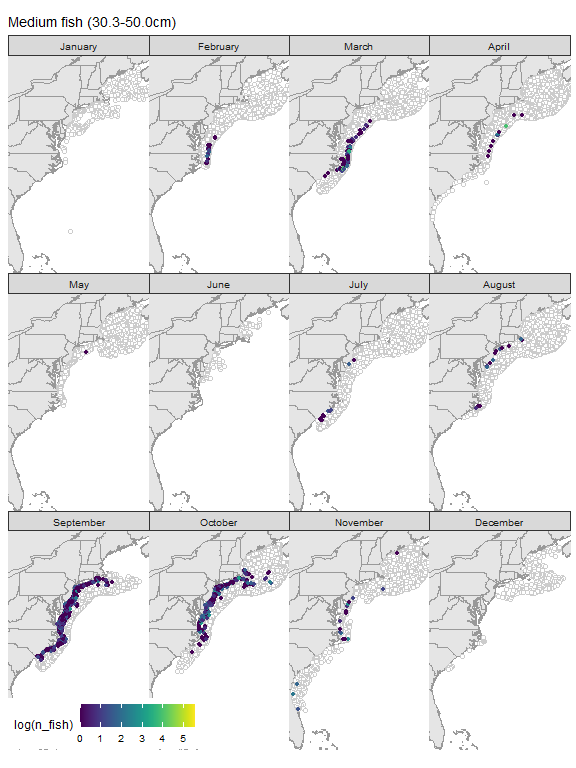 Medium fish (30.3-50.0cm)
January
February
March
April
May
June
July
August
September
October
November
December
log(n_fish)
0 1 2 3 4 5